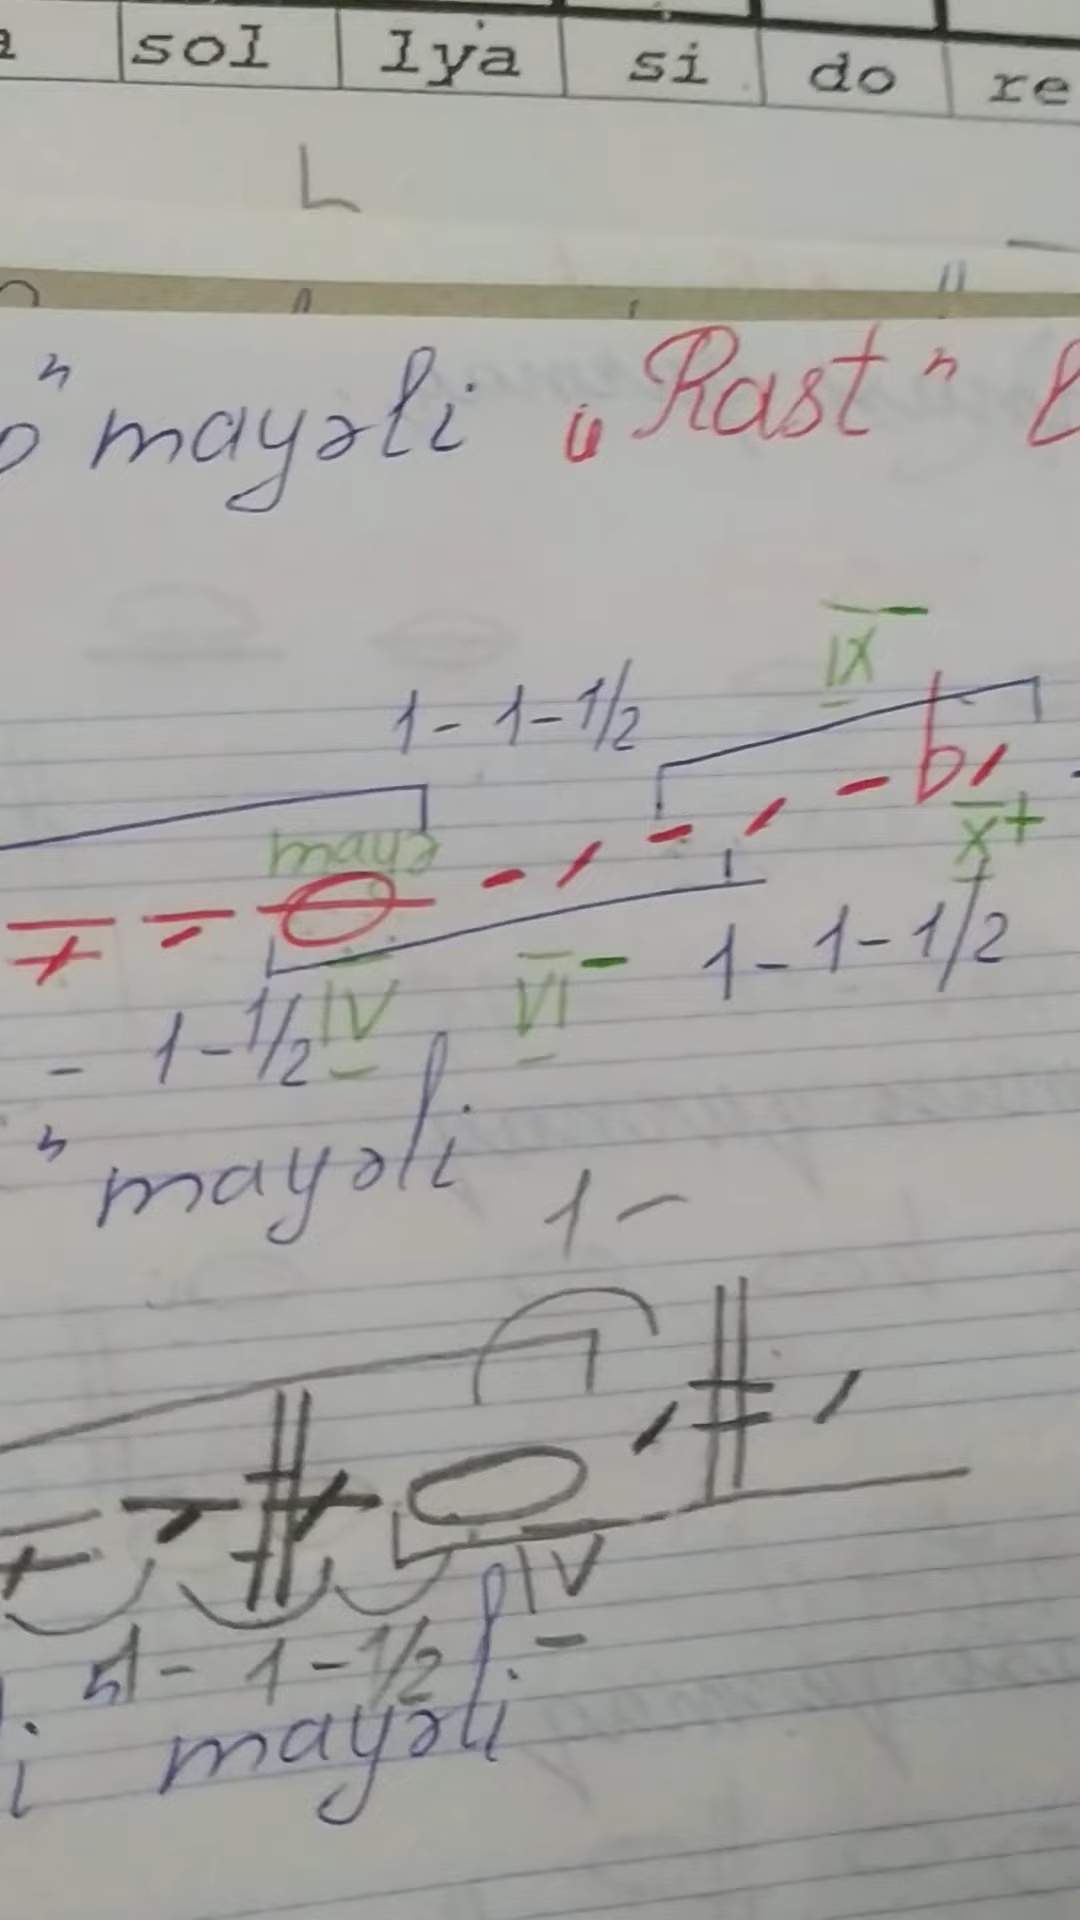 sol lya si do re
" mayəli „Rast"
IX
1 - 1 - 1/2
b
mayə
X+
IV VI- 1 - 1 - 1/2
- 1 - 1/2
" mayəli
1 -
IV
1 - 1 - 1/2
i mayəli